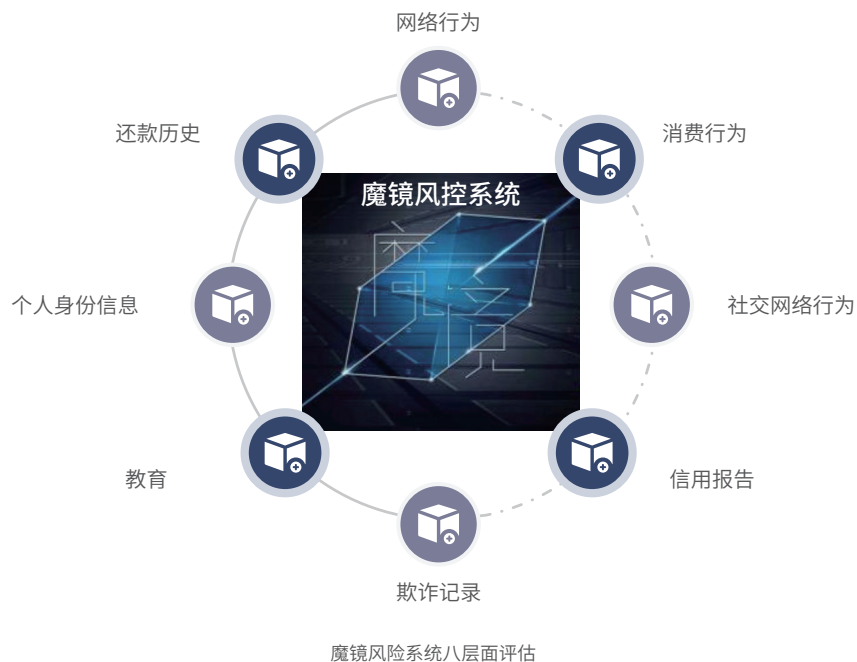 网络行为
还款历史
消费行为
魔镜风控系统
个人身份信息
社交网络行为
教育
信用报告
欺诈记录
魔镜风险系统八层面评估